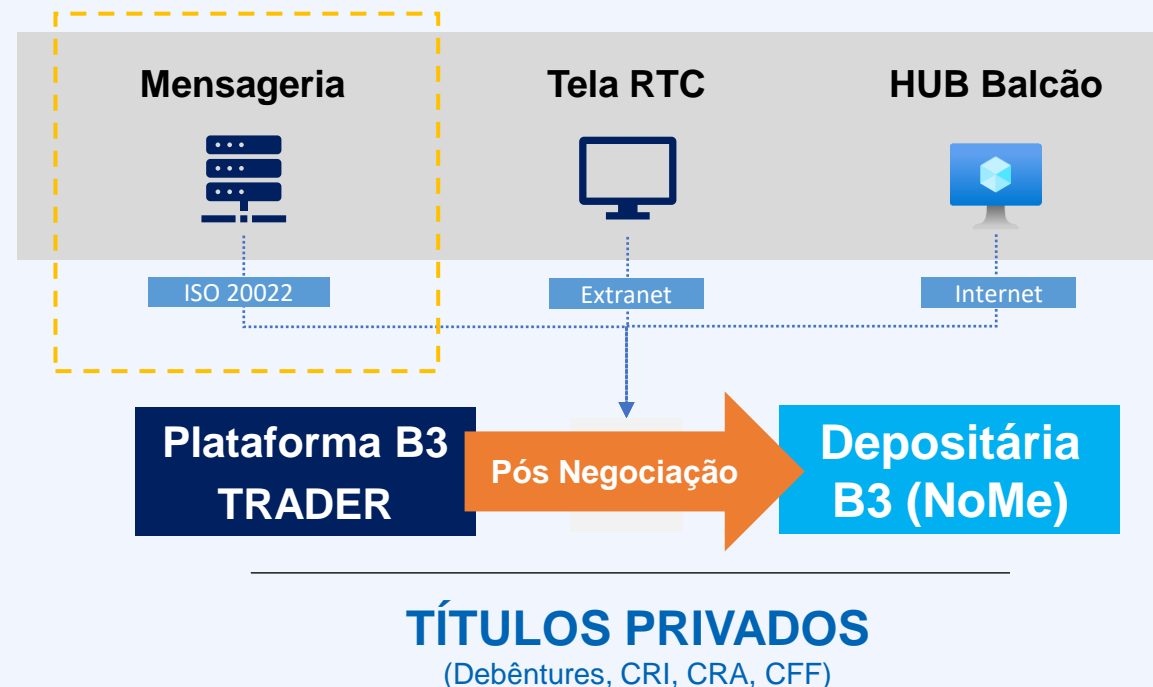 Mensageria
Tela RTC
HUB Balcão
ISO 20022
Extranet
Internet
Plataforma B3
TRADER
Pós Negociação
Depositária
B3 (NoMe)
TÍTULOS PRIVADOS
(Debêntures, CRI, CRA, CFF)